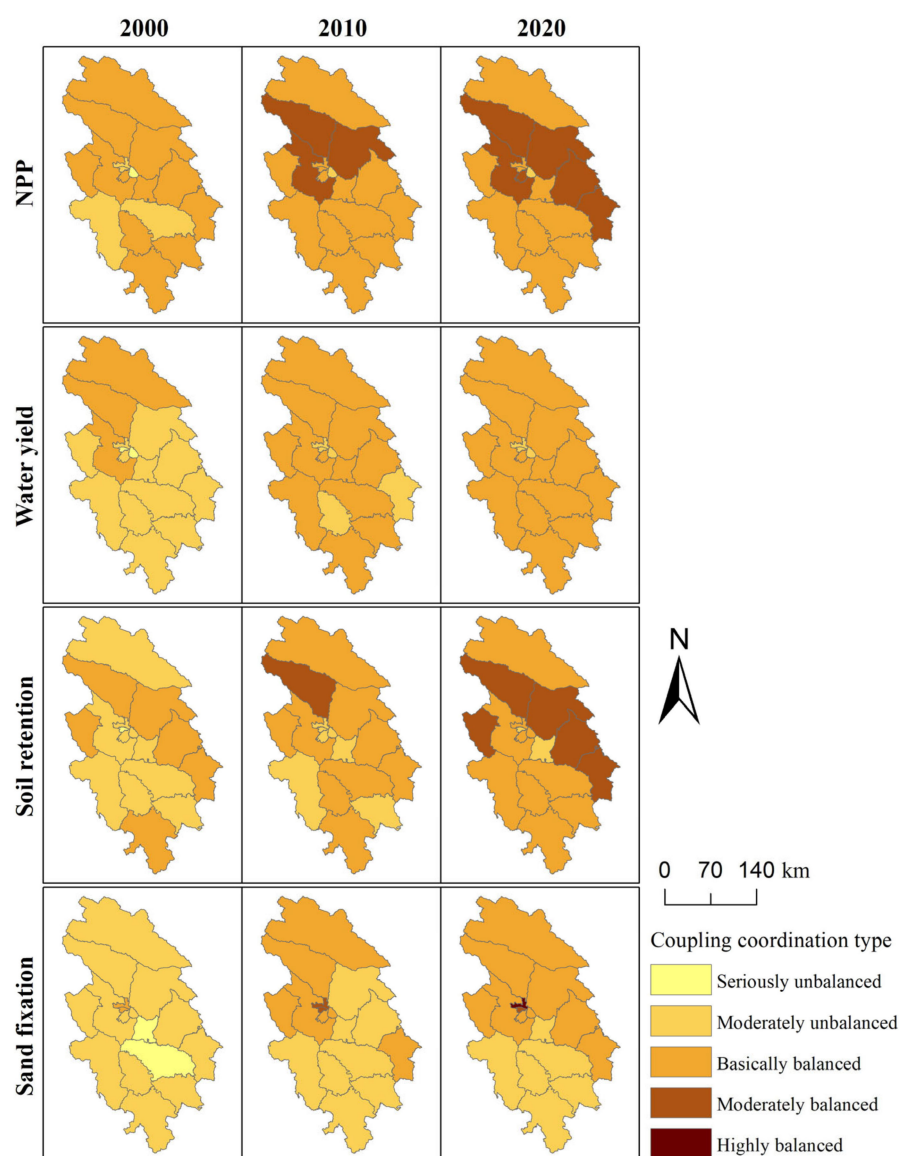 2000 2010 2020
NPP
Water yield
Soil retention
Sand fixation
N
0 70 140 km
Coupling coordination type
Seriously unbalanced
Moderately unbalanced
Basically balanced
Moderately balanced
Highly balanced